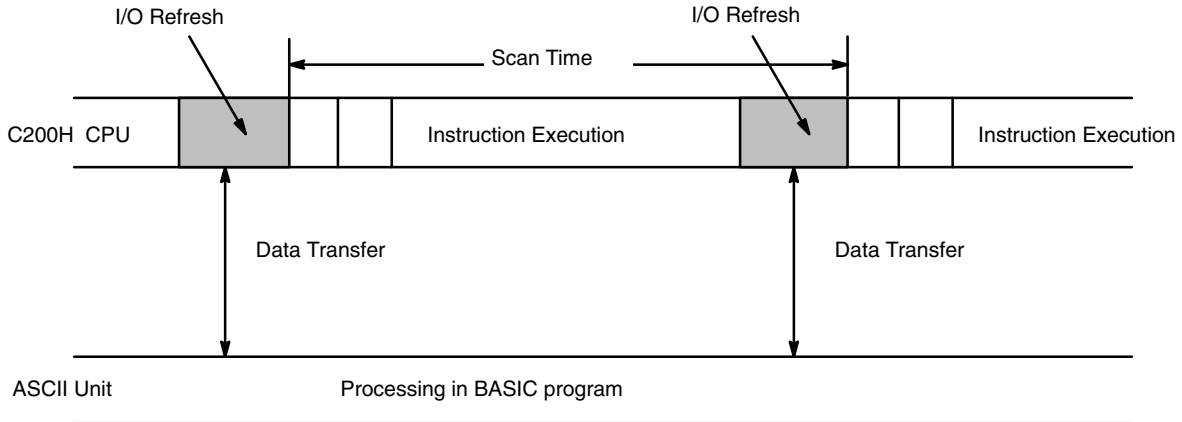 I/O Refresh
I/O Refresh
Scan Time
C200H CPU
Instruction Execution
Instruction Execution
Data Transfer
Data Transfer
ASCII Unit
Processing in BASIC program